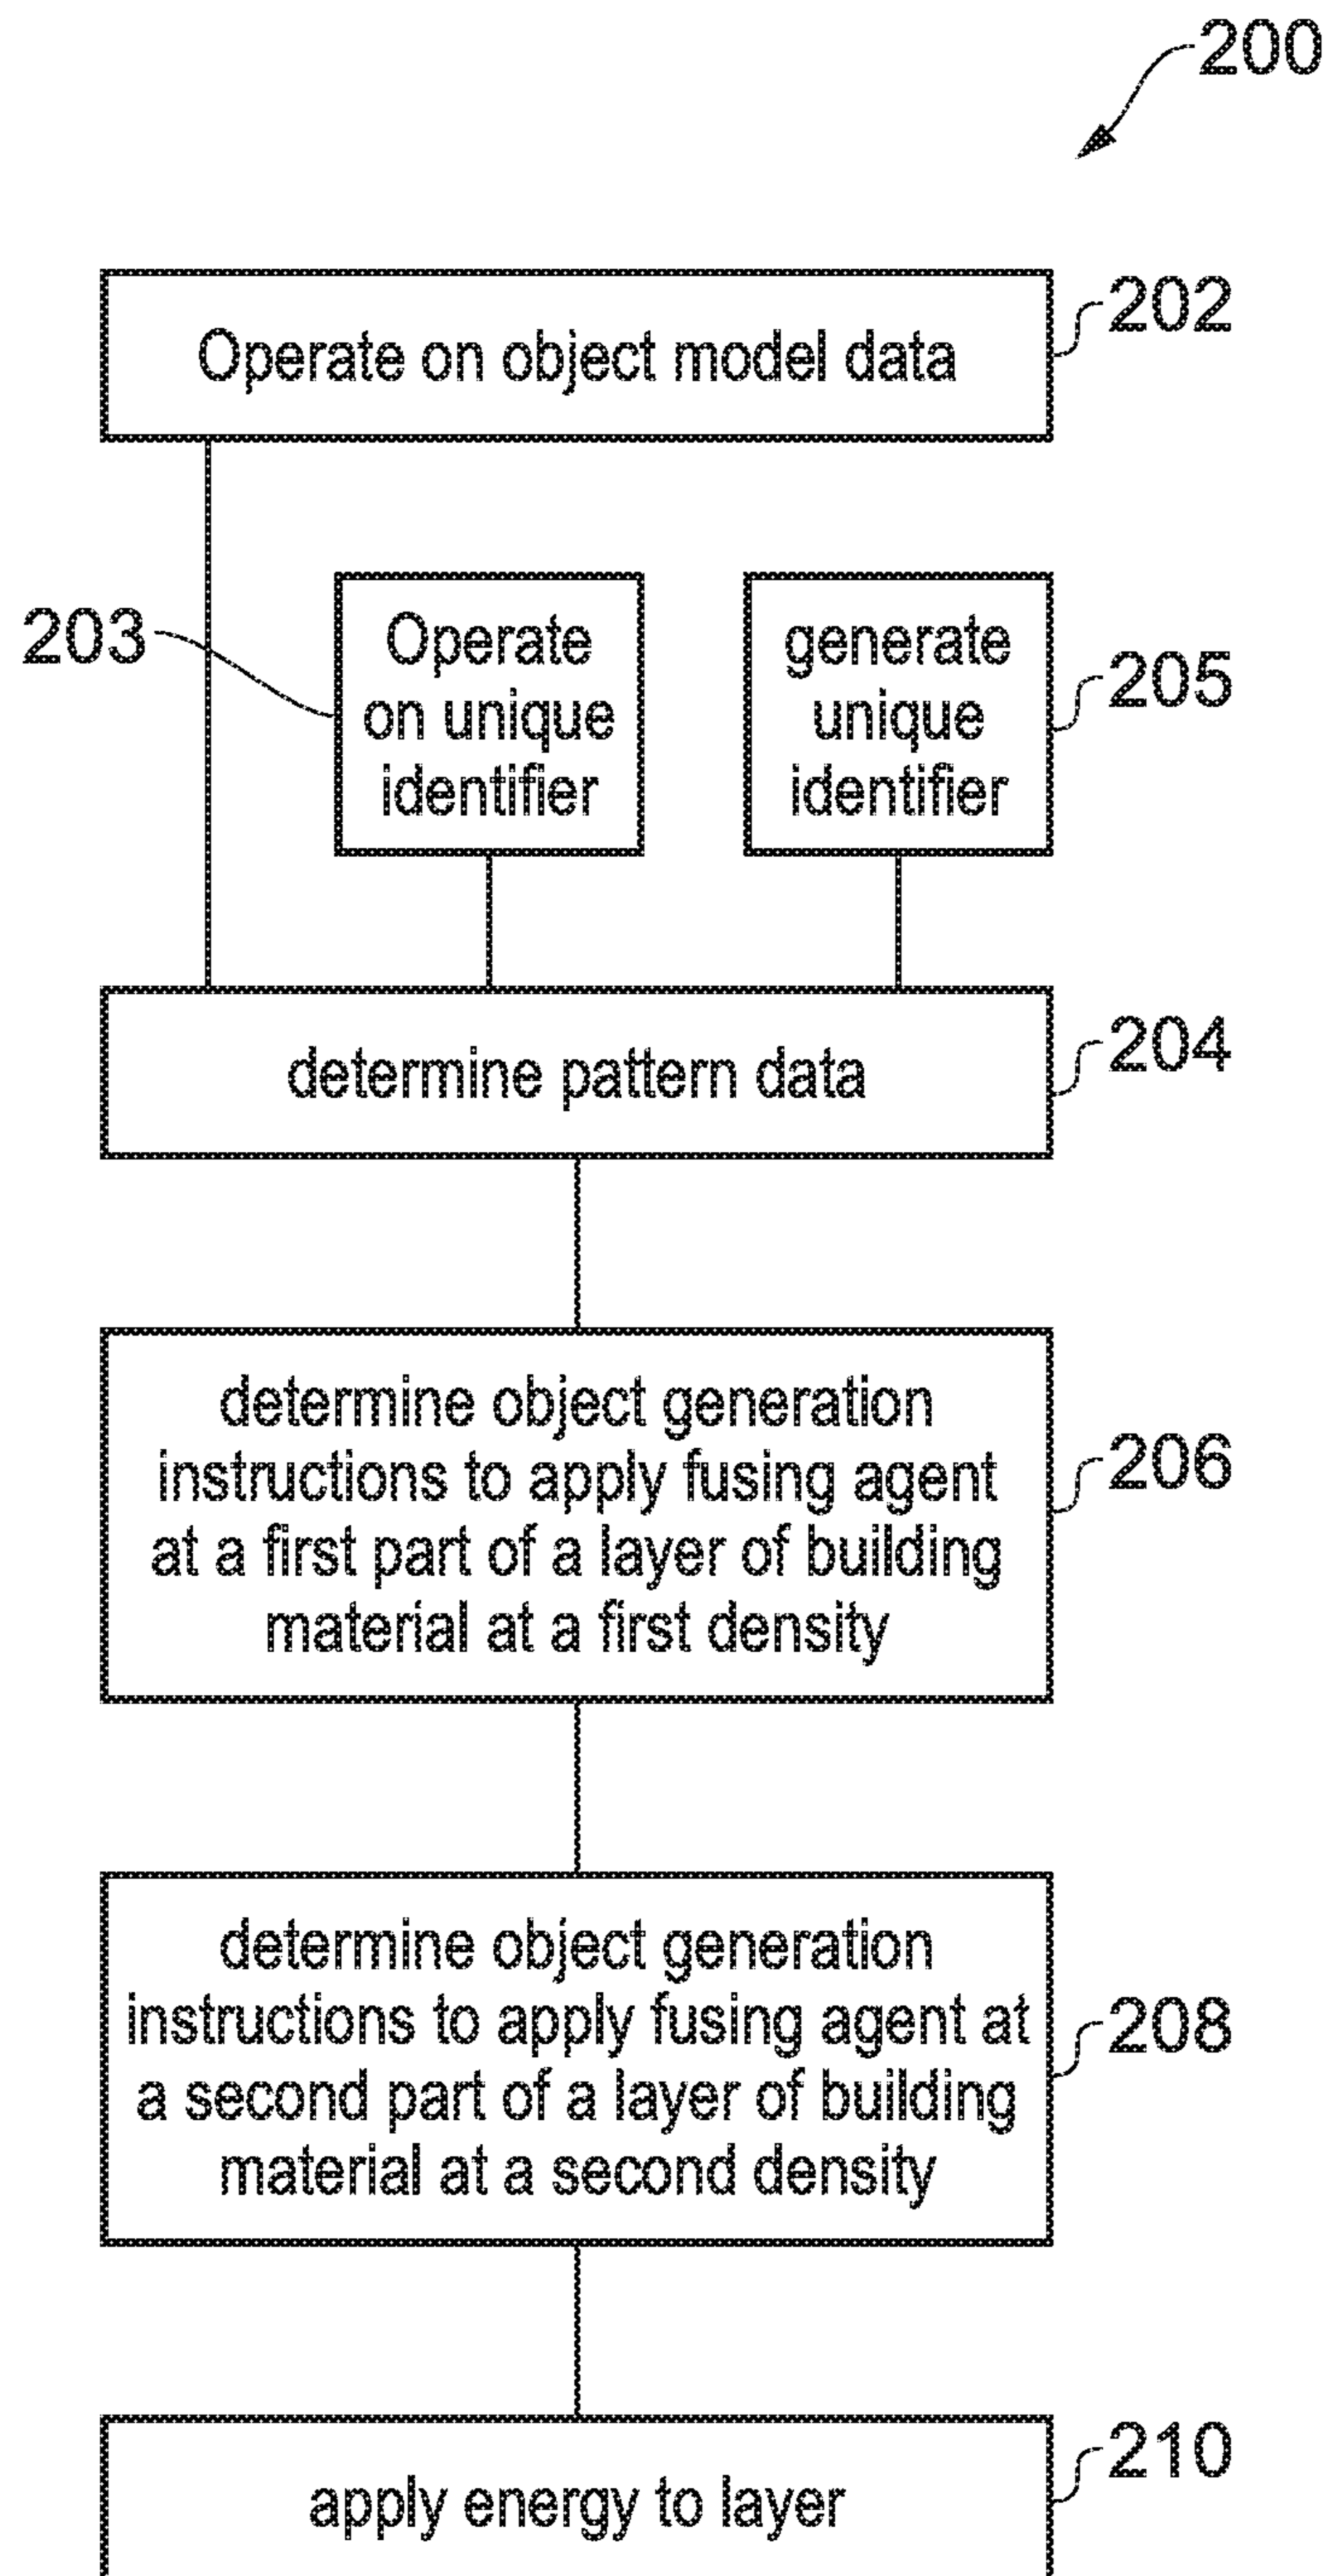 200
Operate on object model data
202
203
Operate
on unique
identifier
generate
unique
identifier
205
determine pattern data
204
determine object generation
instructions to apply fusing agent
at a first part of a layer of building
material at a first density
206
determine object generation
instructions to apply fusing agent at
a second part of a layer of building
material at a second density
208
apply energy to layer
210